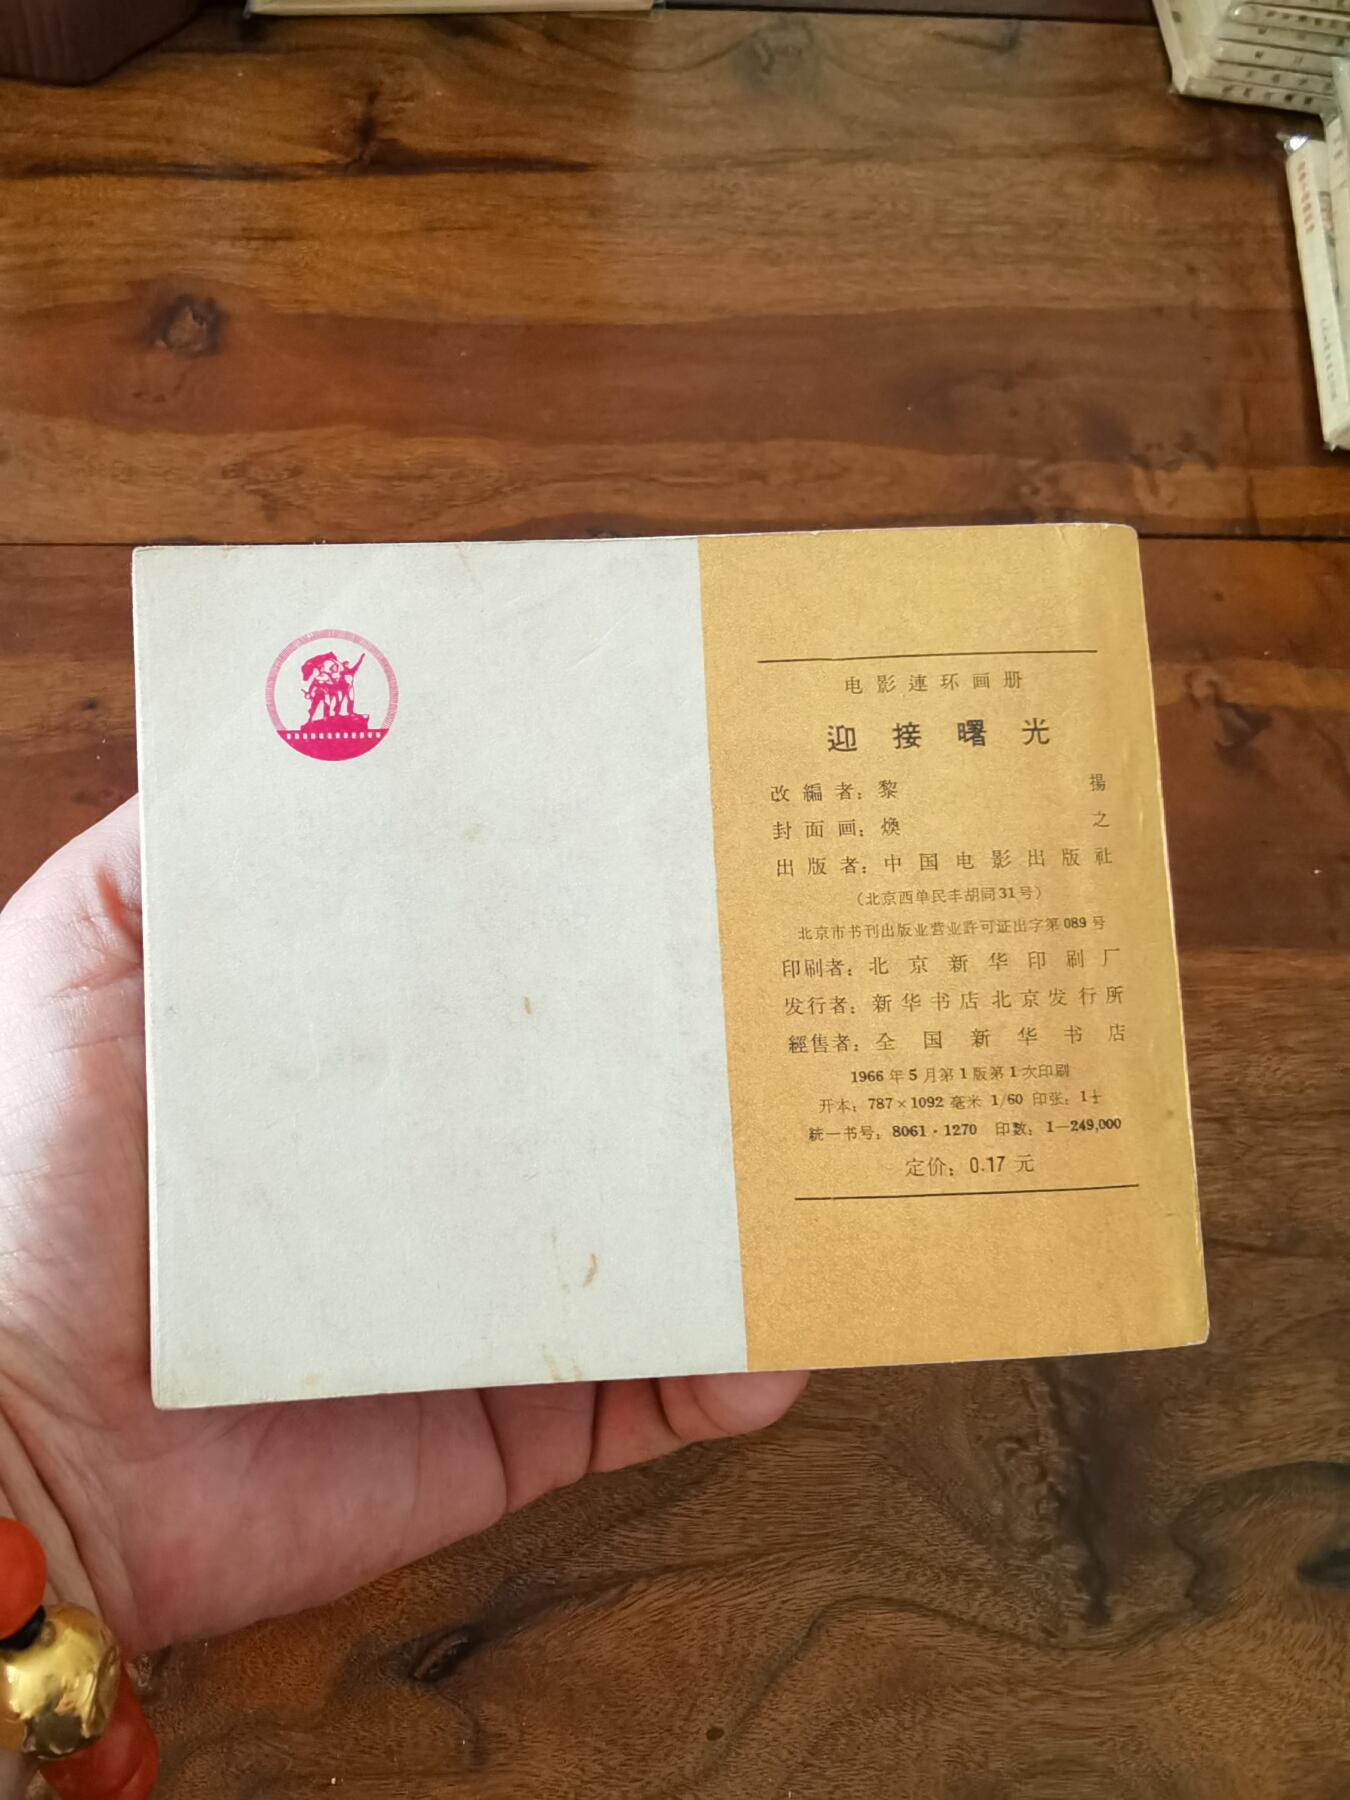 电影連环画册
迎接曙光
改編者：黎揚
封面画：焕之
出版者：中国电影出版社
（北京西单民丰胡同31号）
北京市书刊出版业营业許可证出字第089号
印刷者：北京新华印刷厂
发行者：新华书店北京发行所
經售者：全国新华书店
1966年5月第1版第1次印刷
开本：787×1092毫米 1/60 印张：1½
統一书号：8061·1270 印数：1—249,000
定价：0.17元